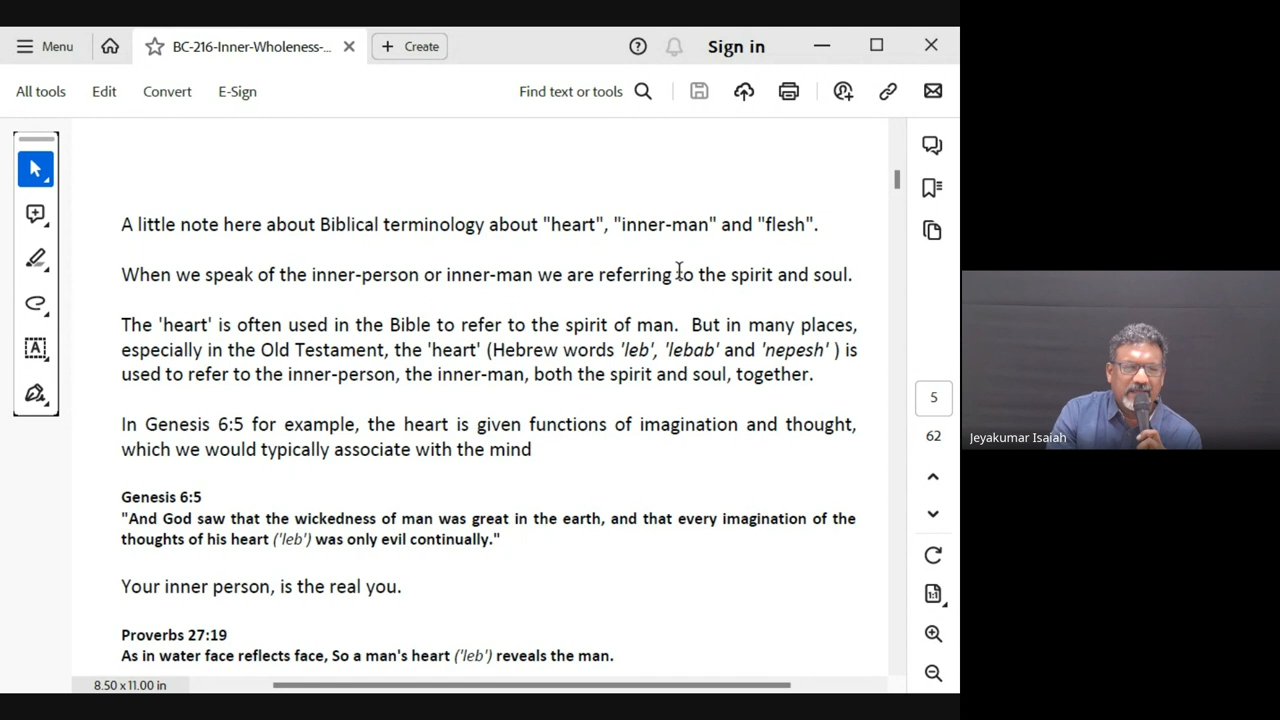 Menu
BC-216-Inner-Wholeness-...
Create
Sign in
All tools
Edit
Convert
E-Sign
Find text or tools
A little note here about Biblical terminology about "heart", "inner-man" and "flesh".
When we speak of the inner-person or inner-man we are referring to the spirit and soul.
The 'heart' is often used in the Bible to refer to the spirit of man. But in many places,
especially in the Old Testament, the 'heart' (Hebrew words 'leb', 'lebab' and 'nepesh' ) is
used to refer to the inner-person, the inner-man, both the spirit and soul, together.
In Genesis 6:5 for example, the heart is given functions of imagination and thought,
which we would typically associate with the mind
Genesis 6:5
"And God saw that the wickedness of man was great in the earth, and that every imagination of the
thoughts of his heart ('leb') was only evil continually."
Your inner person, is the real you.
Proverbs 27:19
As in water face reflects face, So a man's heart ('leb') reveals the man.
8.50 x 11.00 in
5
62
1:1
Jeyakumar Isaiah